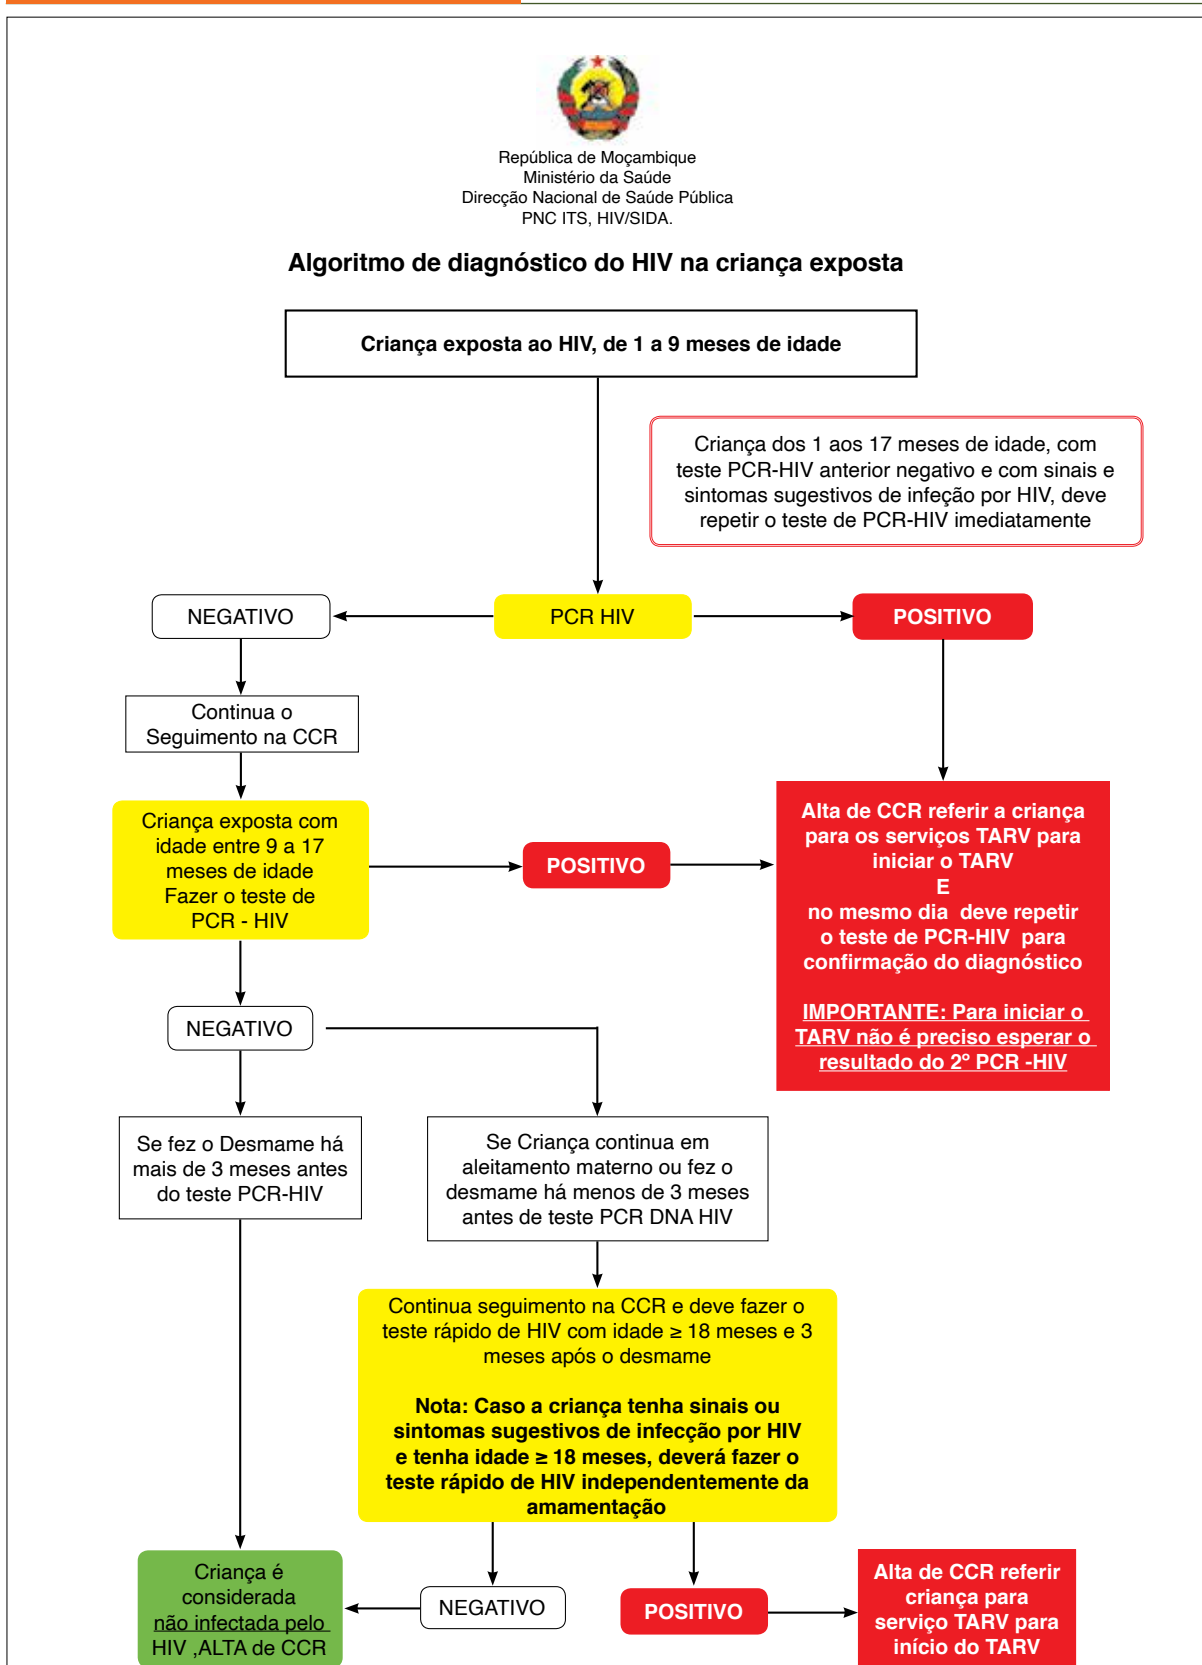 República de Moçambique
Ministério da Saúde
Direcção Nacional de Saúde Pública
PNC ITS, HIV/SIDA.
Algoritmo de diagnóstico do HIV na criança exposta
Criança exposta ao HIV, de 1 a 9 meses de idade
Criança dos 1 aos 17 meses de idade, com
teste PCR-HIV anterior negativo e com sinais e
sintomas sugestivos de infeção por HIV, deve
repetir o teste de PCR-HIV imediatamente
NEGATIVO
PCR HIV
POSITIVO
Continua o
Seguimento na CCR
Criança exposta com
idade entre 9 a 17
meses de idade
Fazer o teste de
PCR - HIV
POSITIVO
Alta de CCR referir a criança
para os serviços TARV para
iniciar o TARV
E
no mesmo dia deve repetir
o teste de PCR-HIV para
confirmação do diagnóstico
IMPORTANTE: Para iniciar o
TARV não é preciso esperar o
resultado do 2º PCR -HIV
NEGATIVO
Se fez o Desmame há
mais de 3 meses antes
do teste PCR-HIV
Se Criança continua em
aleitamento materno ou fez o
desmame há menos de 3 meses
antes de teste PCR DNA HIV
Continua seguimento na CCR e deve fazer o
teste rápido de HIV com idade ≥ 18 meses e 3
meses após o desmame
Nota: Caso a criança tenha sinais ou
sintomas sugestivos de infecção por HIV
e tenha idade ≥ 18 meses, deverá fazer o
teste rápido de HIV independentemente da
amamentação
Criança é
considerada
não infectada pelo
HIV ,ALTA de CCR
NEGATIVO
POSITIVO
Alta de CCR referir
criança para
serviço TARV para
início do TARV